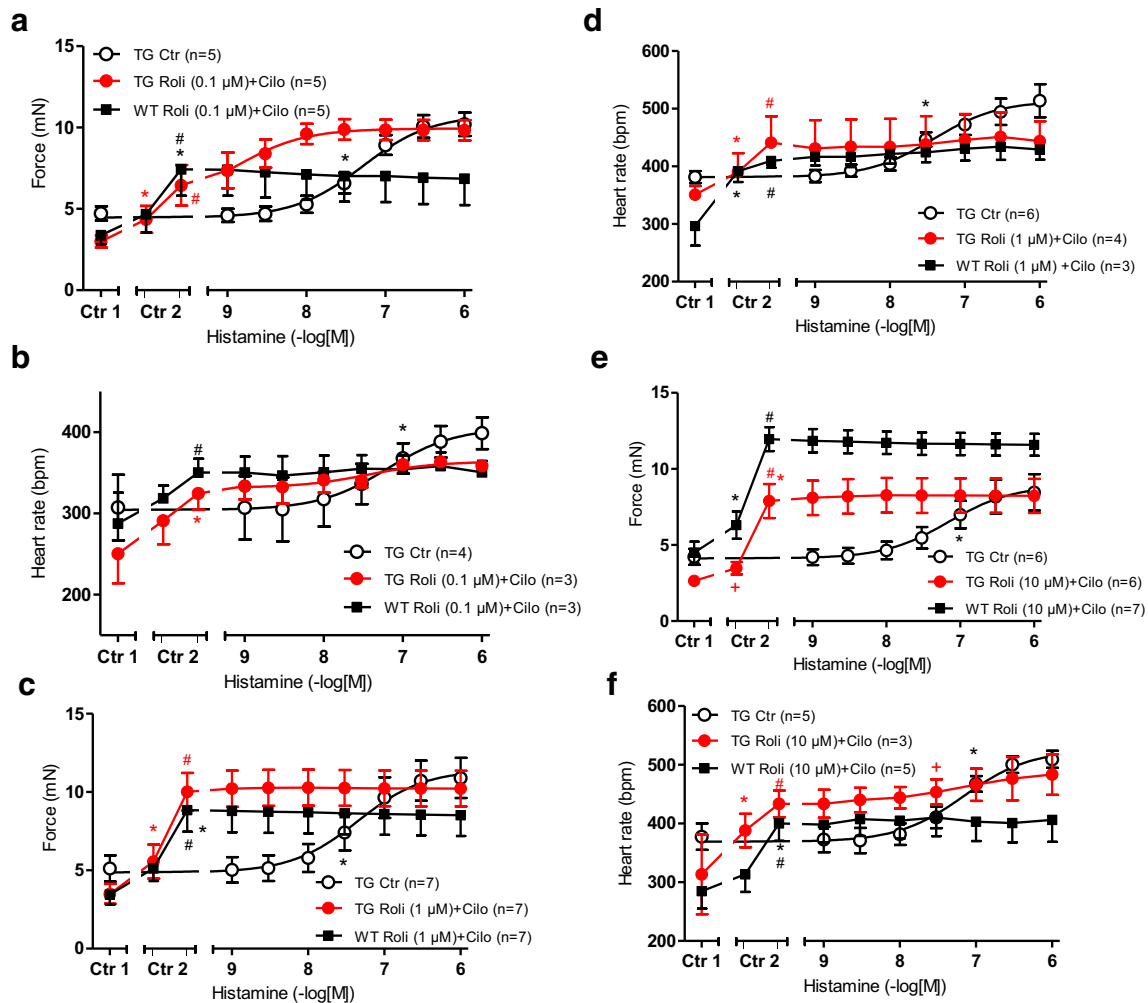 a
Force (mN)
15
10
5
0
TG Ctr (n=5)
TG Roli (0.1 µM)+Cilo (n=5)
WT Roli (0.1 µM)+Cilo (n=5)
#
*
*
#
*
Ctr 1
Ctr 2
9
8
7
6
Histamine (-log[M])
b
Heart rate (bpm)
400
300
200
#
*
*
TG Ctr (n=4)
TG Roli (0.1 µM)+Cilo (n=3)
WT Roli (0.1 µM)+Cilo (n=3)
Ctr 1
Ctr 2
9
8
7
6
Histamine (-log[M])
c
Force (mN)
15
10
5
0
#
*
*
#
*
TG Ctr (n=7)
TG Roli (1 µM)+Cilo (n=7)
WT Roli (1 µM)+Cilo (n=7)
Ctr 1
Ctr 2
9
8
7
6
Histamine (-log[M])
d
Heart rate (bpm)
600
500
400
300
200
#
*
*
*
#
TG Ctr (n=6)
TG Roli (1 µM)+Cilo (n=4)
WT Roli (1 µM) +Cilo (n=3)
Ctr 1
Ctr 2
9
8
7
6
Histamine (-log[M])
e
Force (mN)
15
10
5
0
#
#
*
*
+
*
TG Ctr (n=6)
TG Roli (10 µM)+Cilo (n=6)
WT Roli (10 µM)+Cilo (n=7)
Ctr 1
Ctr 2
9
8
7
6
Histamine (-log[M])
f
Heart rate (bpm)
600
500
400
300
200
TG Ctr (n=5)
TG Roli (10 µM)+Cilo (n=3)
WT Roli (10 µM)+Cilo (n=5)
*
#
+
*
*
#
Ctr 1
Ctr 2
9
8
7
6
Histamine (-log[M])